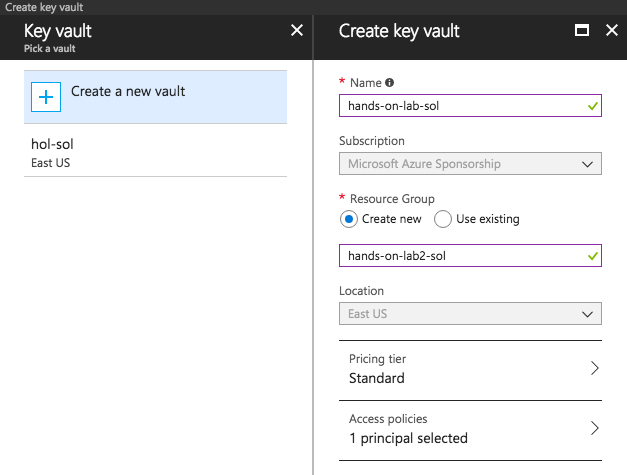 Create key vault
Key vault
Pick a vault
Create a new vault
hol-sol
East US
Create key vault
* Name
hands-on-lab-sol
Subscription
Microsoft Azure Sponsorship
* Resource Group
Create new Use existing
hands-on-lab2-sol
Location
East US
Pricing tier
Standard
Access policies
1 principal selected